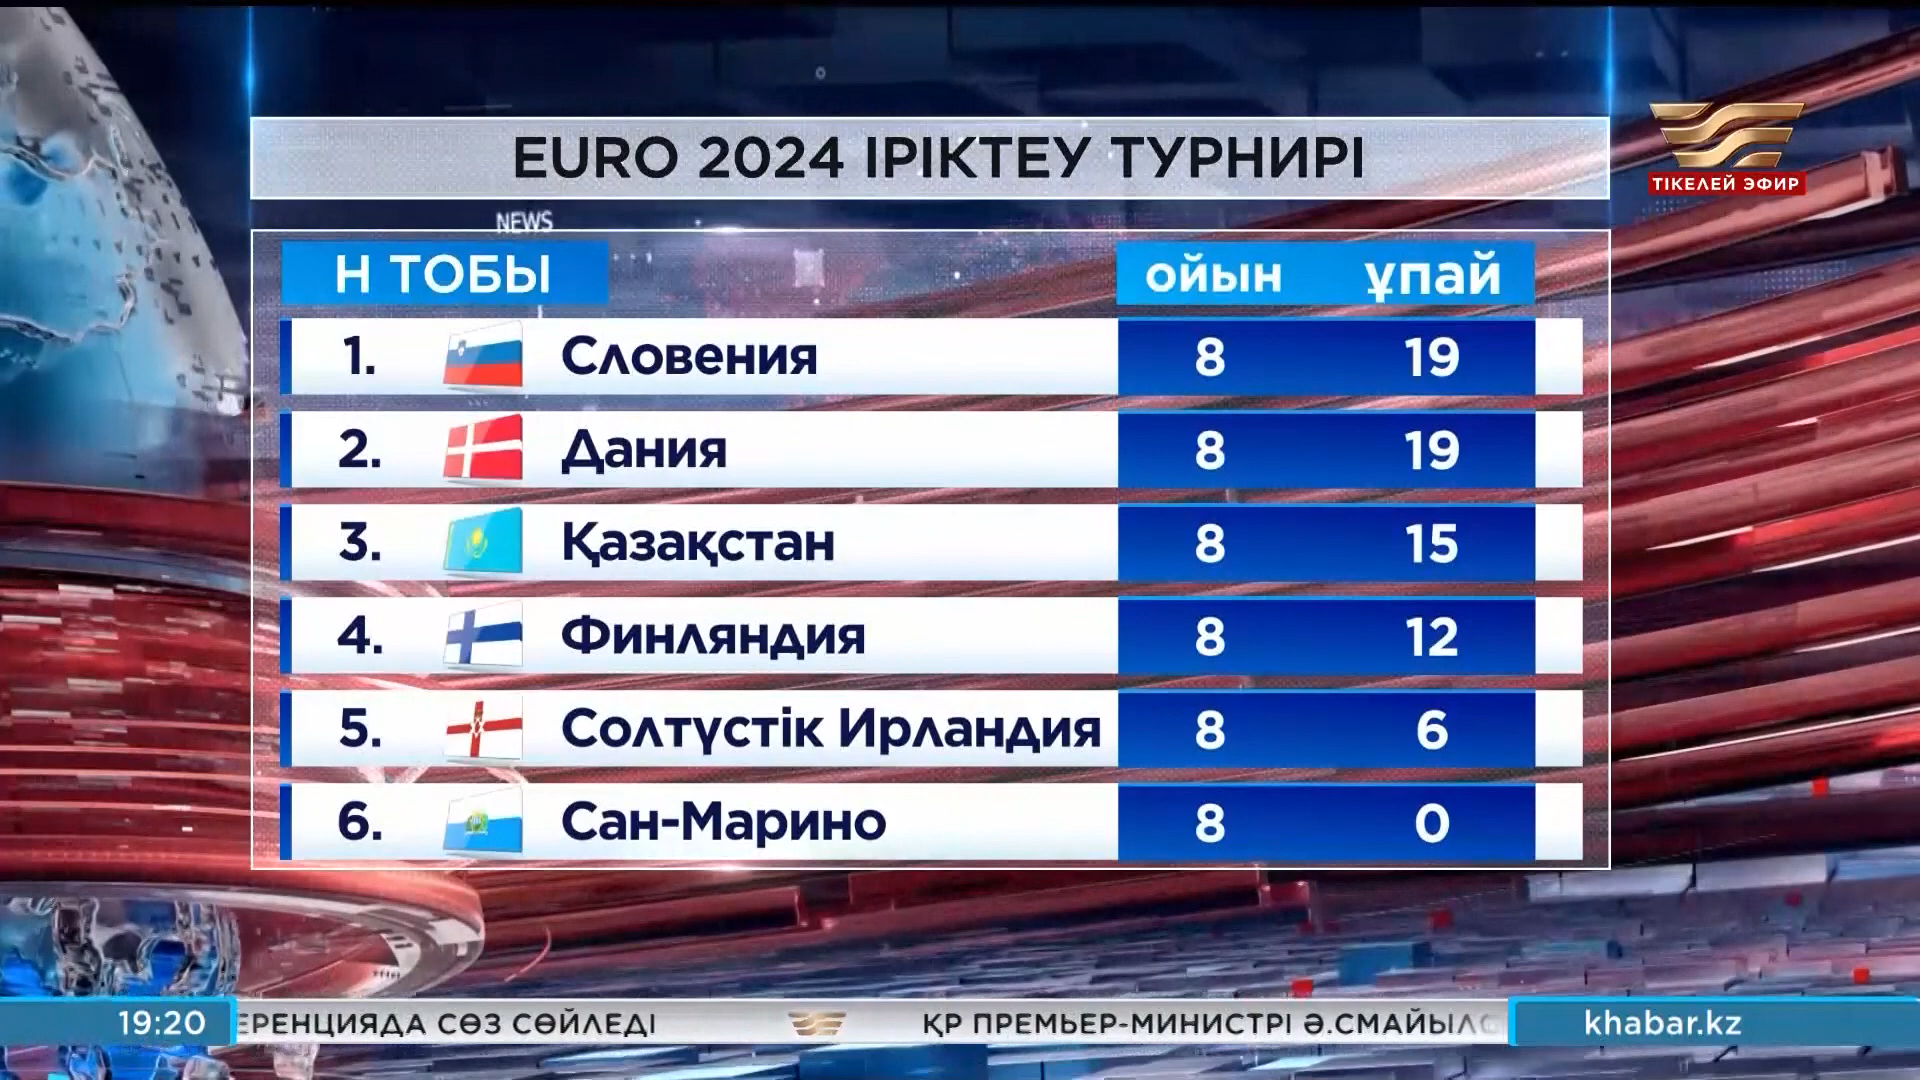 EURO 2024 ІРІКТЕУ ТУРНИРІ
ТІКЕЛЕЙ ЭФИР
NEWS
Н ТОБЫ ойын ұпай
1. Словения 8 19
2. Дания 8 19
3. Қазақстан 8 15
4. Финляндия 8 12
5. Солтүстік Ирландия 8 6
6. Сан-Марино 8 0
19:20 ЕРЕНЦИЯДА СӨЗ СӨЙЛЕДІ ҚР ПРЕМЬЕР-МИНИСТРІ Ә.СМАЙЫЛ khabar.kz